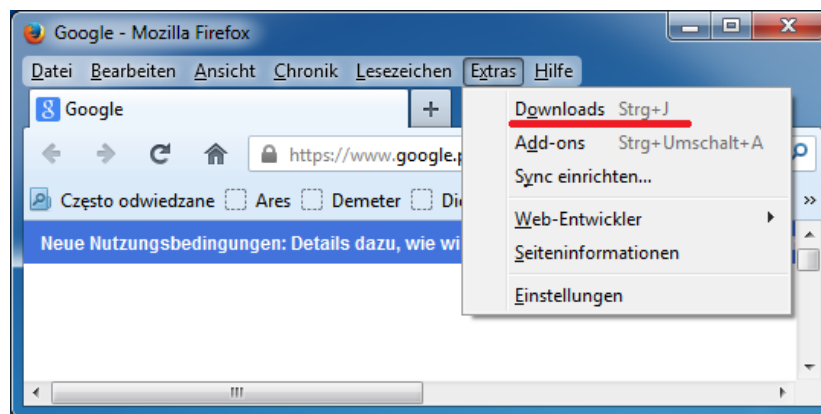 Google - Mozilla Firefox
Datei Bearbeiten Ansicht Chronik Lesezeichen Extras Hilfe
Google
Downloads Strg+J
Add-ons Strg+Umschalt+A
Sync einrichten...
Web-Entwickler
Seiteninformationen
Einstellungen
https://www.google.p
Często odwiedzane Ares Demeter
Neue Nutzungsbedingungen: Details dazu, wie